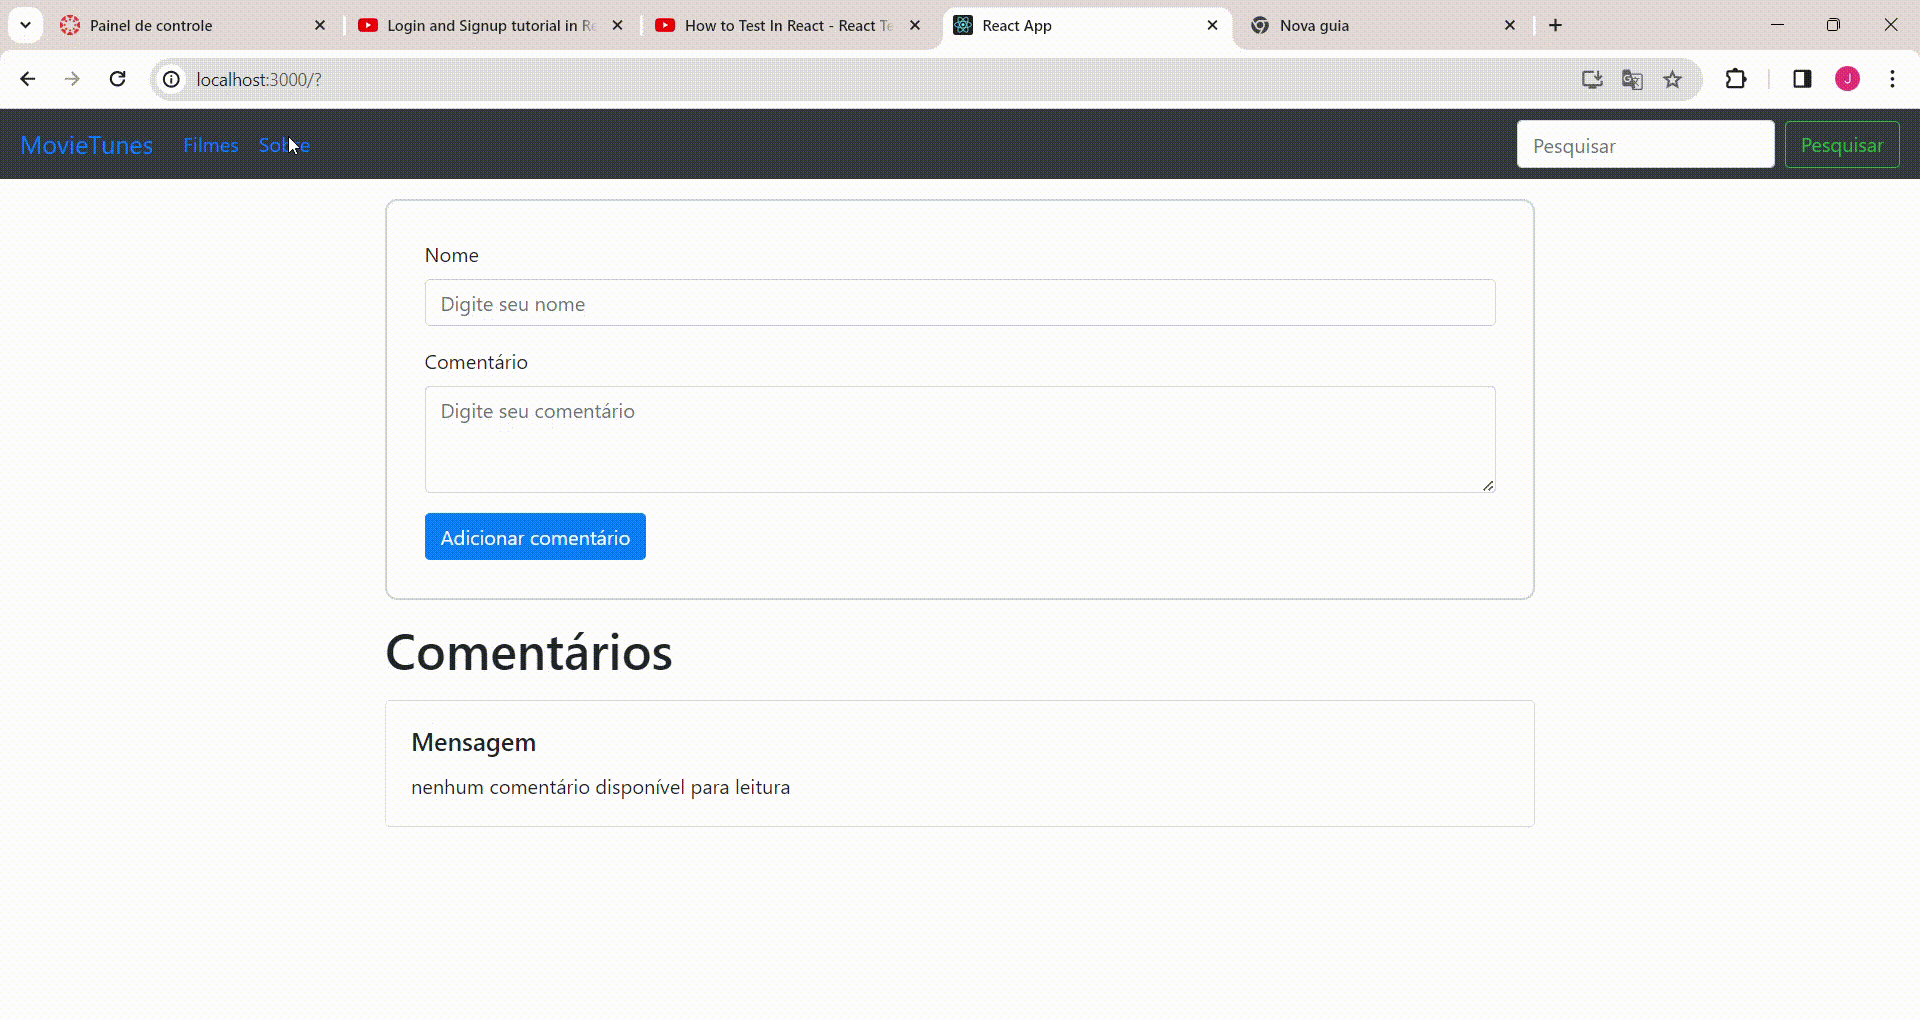 Painel de controle
Login and Signup tutorial in Re
How to Test In React - React Te
React App
Nova guia
localhost:3000/?
J
MovieTunes Filmes Sobre
Pesquisar Pesquisar
Nome
Digite seu nome
Comentário
Digite seu comentário
Adicionar comentário
Comentários
Mensagem
nenhum comentário disponível para leitura